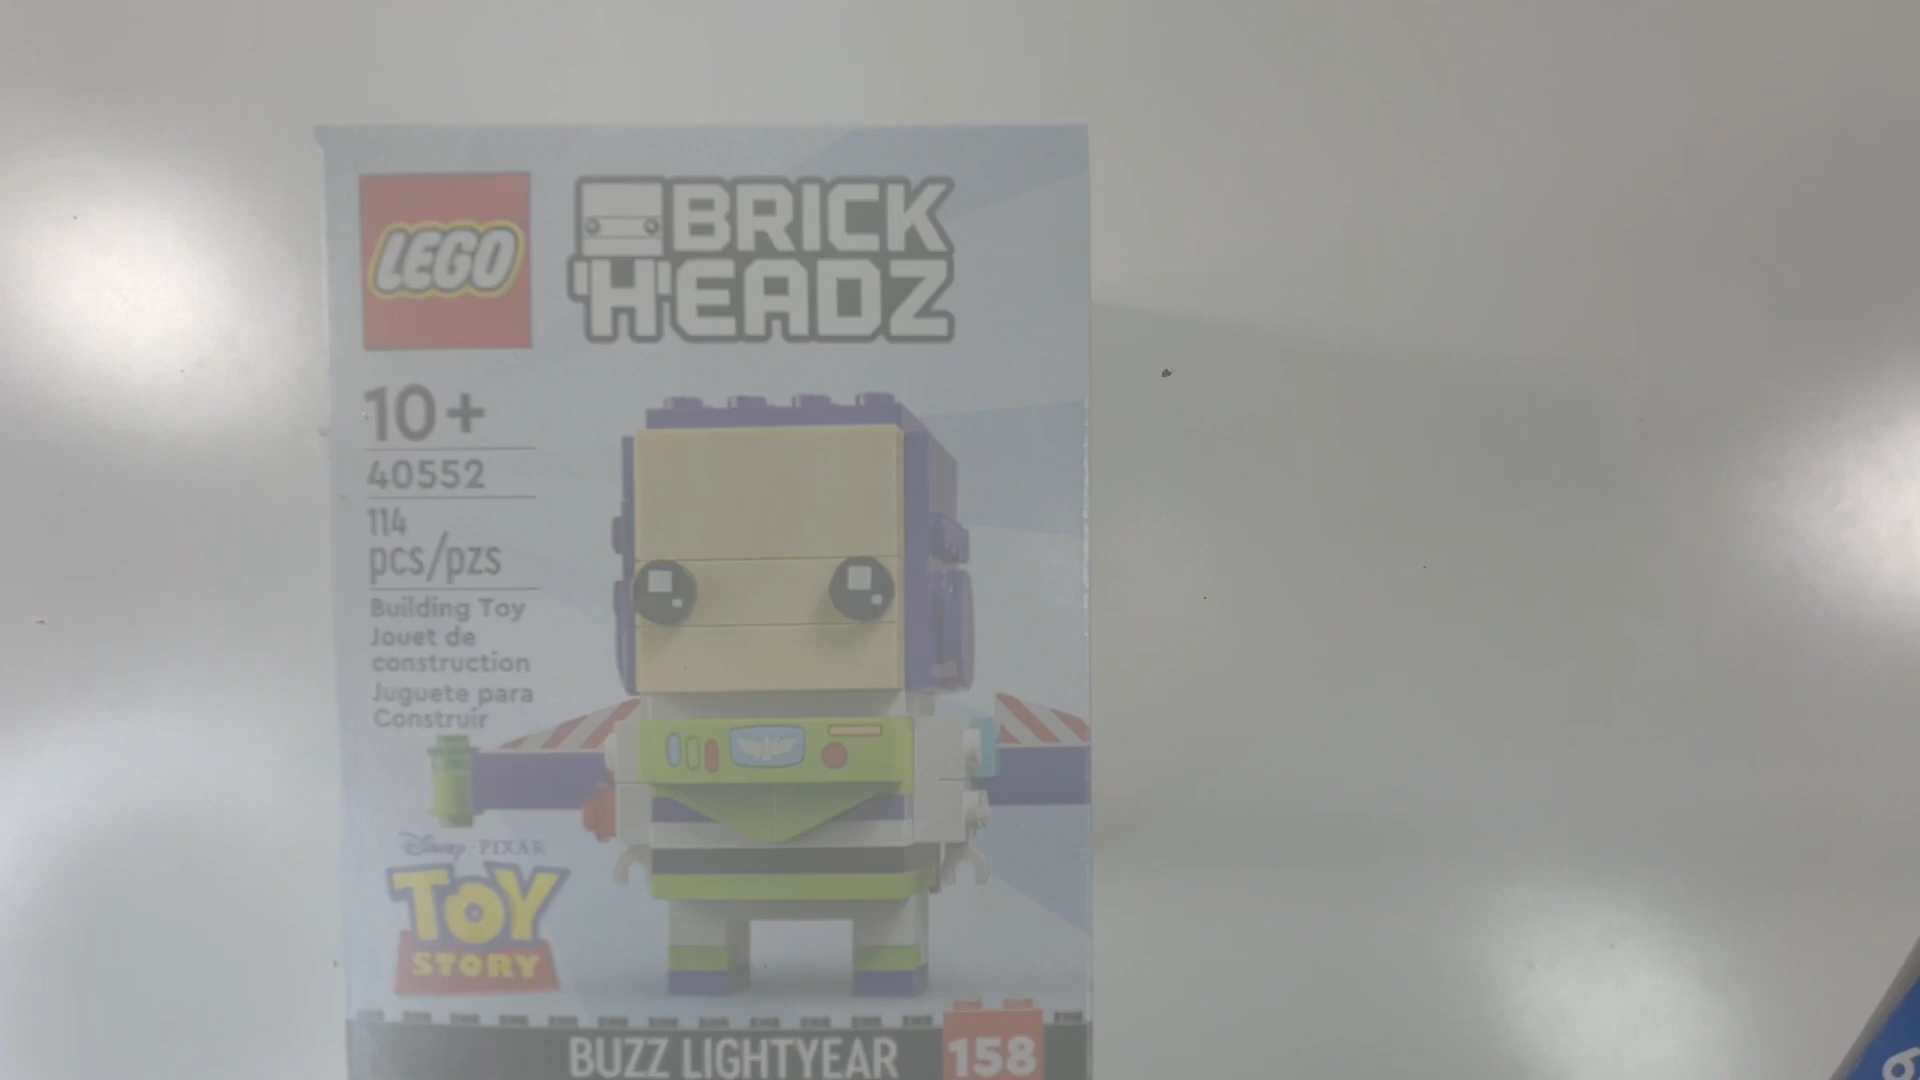 LEGO
BRICK
HEADZ
10+
40552
114
pcs/pzs
Building Toy
Jouet de
construction
Juguete para
Construir
Disney · PIXAR
TOY
STORY
BUZZ LIGHTYEAR
158